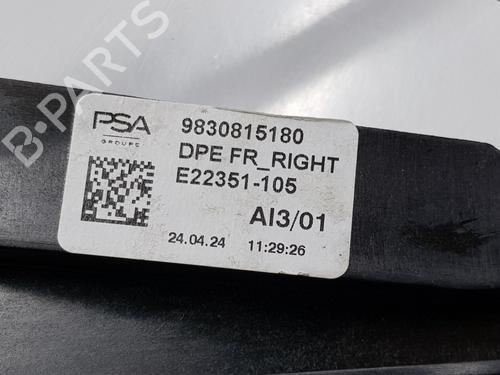 B-PARTS
PSA
GROUPE
9830815180
DPE FR_RIGHT
E22351-105
AI3/01
24.04.24 11:29:26